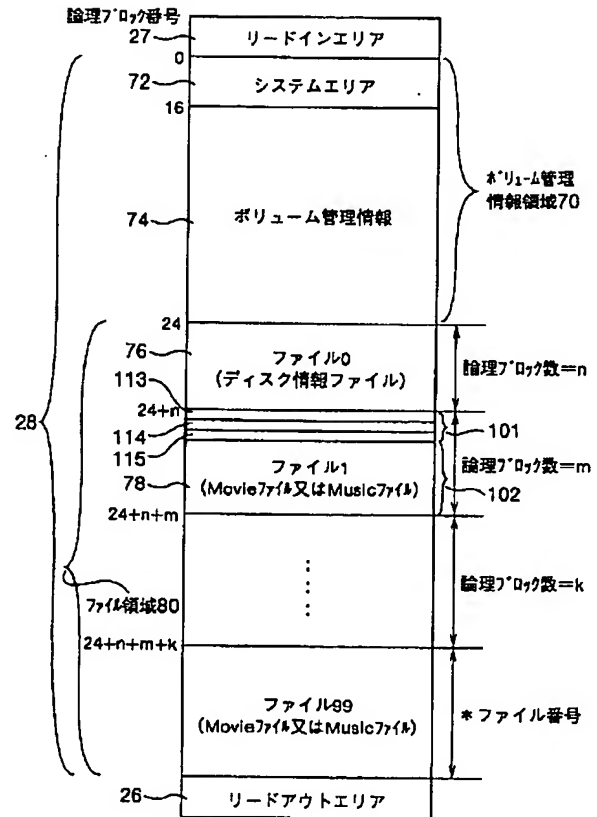 論理ブロック番号
27
リードインエリア
0
72
システムエリア
16
74
ボリューム管理情報
ボリューム管理
情報領域70
24
76
ファイル0
(ディスク情報ファイル)
論理ブロック数=n
113
24+n
114
101
115
28
ファイル1
論理ブロック数=m
78
(Movieファイル又はMusicファイル)
102
24+n+m
論理ブロック数=k
ファイル領域80
24+n+m+k
ファイル99
(Movieファイル又はMusicファイル)
*ファイル番号
26
リードアウトエリア